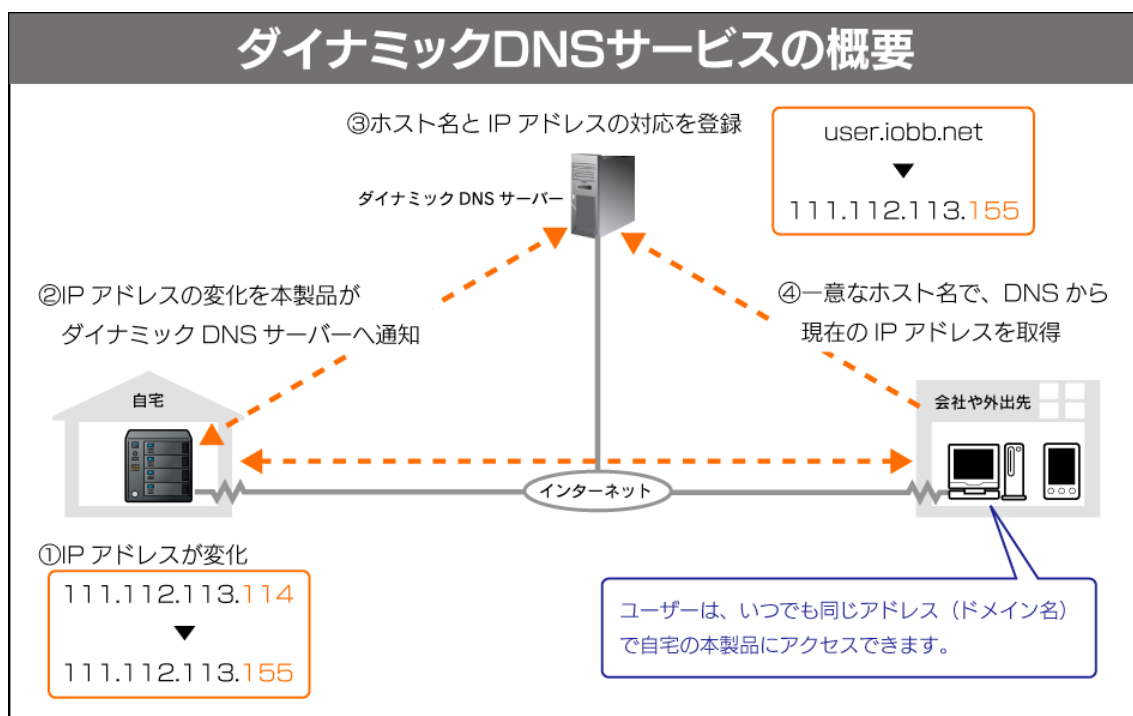 ダイナミックDNSサービスの概要
③ホスト名と IP アドレスの対応を登録
user.iobb.net
▼
111.112.113.155
ダイナミック DNS サーバー
②IP アドレスの変化を本製品が
ダイナミック DNS サーバーへ通知
④一意なホスト名で、DNS から
現在の IP アドレスを取得
自宅
会社や外出先
インターネット
①IP アドレスが変化
111.112.113.114
▼
111.112.113.155
ユーザーは、いつでも同じアドレス（ドメイン名）
で自宅の本製品にアクセスできます。